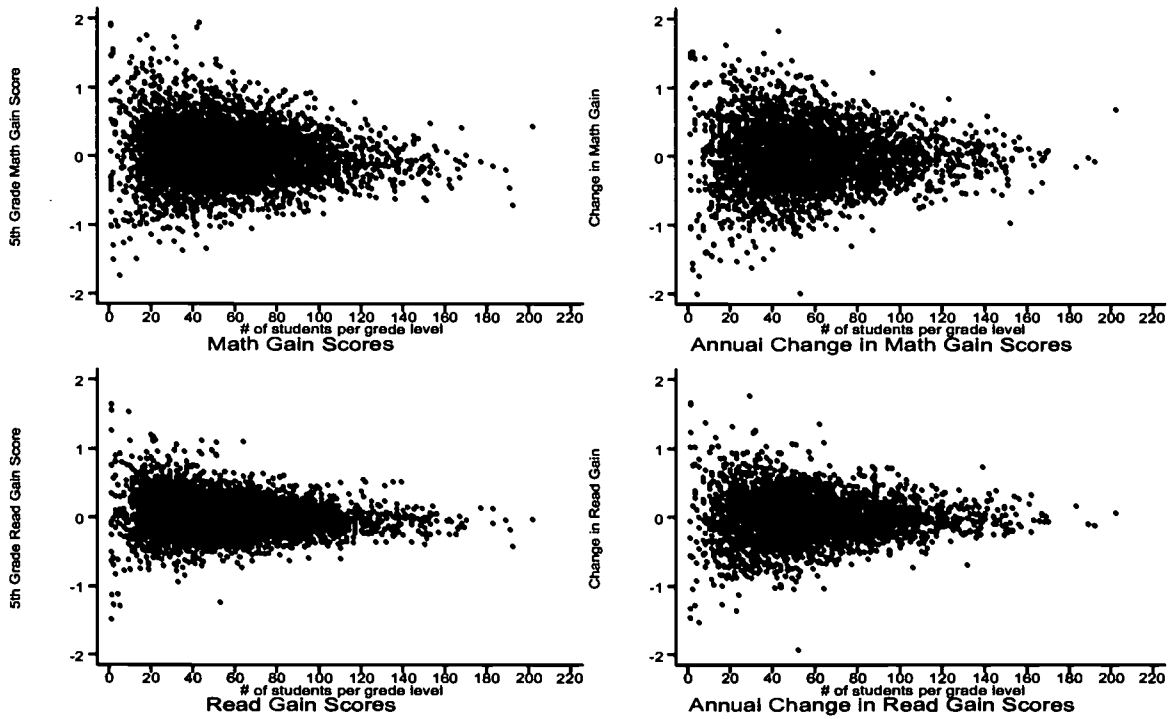 2
1
0
-1
-2
5th Grade Math Gain Score
0 20 40 60 80 100 120 140 160 180 200 220
# of students per grade level
Math Gain Scores
2
1
0
-1
-2
Change in Math Gain
0 20 40 60 80 100 120 140 160 180 200 220
# of students per grade level
Annual Change in Math Gain Scores
2
1
0
-1
-2
5th Grade Read Gain Score
0 20 40 60 80 100 120 140 160 180 200 220
# of students per grade level
Read Gain Scores
2
1
0
-1
-2
Change in Read Gain
0 20 40 60 80 100 120 140 160 180 200 220
# of students per grade level
Annual Change in Read Gain Scores